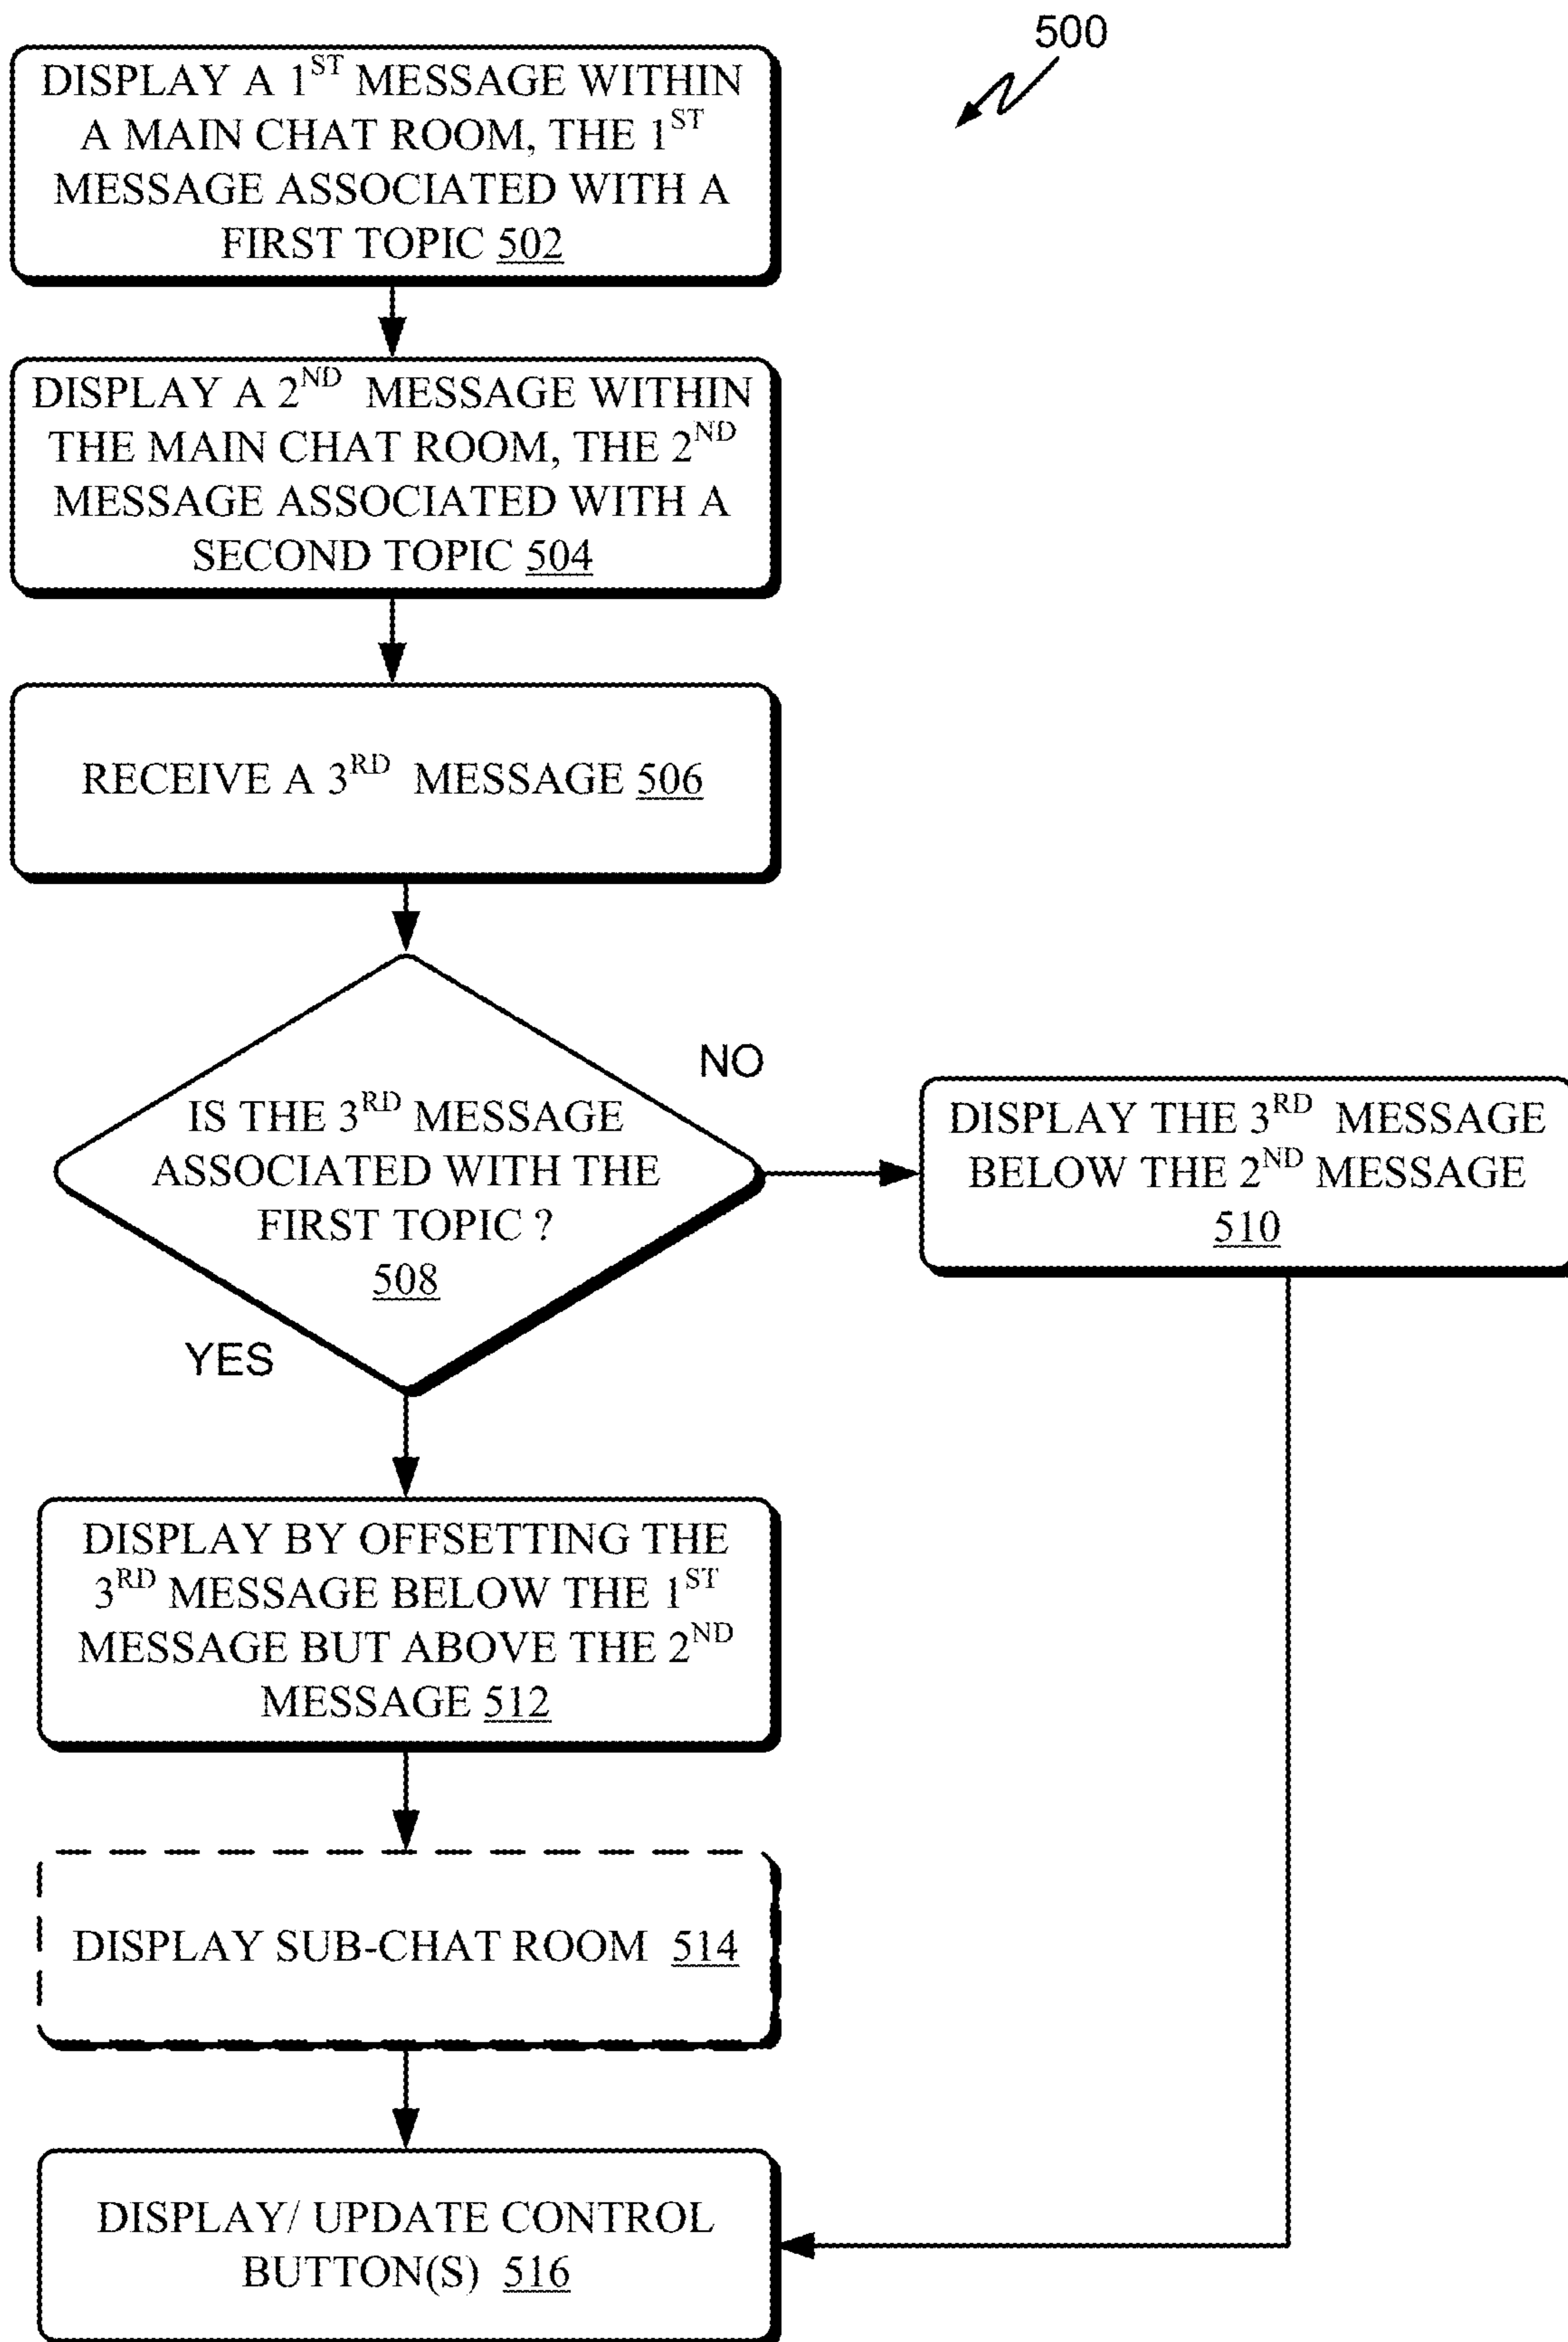 500
DISPLAY A 1ST MESSAGE WITHIN
A MAIN CHAT ROOM, THE 1ST
MESSAGE ASSOCIATED WITH A
FIRST TOPIC 502
DISPLAY A 2ND MESSAGE WITHIN
THE MAIN CHAT ROOM, THE 2ND
MESSAGE ASSOCIATED WITH A
SECOND TOPIC 504
RECEIVE A 3RD MESSAGE 506
IS THE 3RD MESSAGE
ASSOCIATED WITH THE
FIRST TOPIC ?
508
NO
DISPLAY THE 3RD MESSAGE
BELOW THE 2ND MESSAGE
510
YES
DISPLAY BY OFFSETTING THE
3RD MESSAGE BELOW THE 1ST
MESSAGE BUT ABOVE THE 2ND
MESSAGE 512
DISPLAY SUB-CHAT ROOM 514
DISPLAY/ UPDATE CONTROL
BUTTON(S) 516